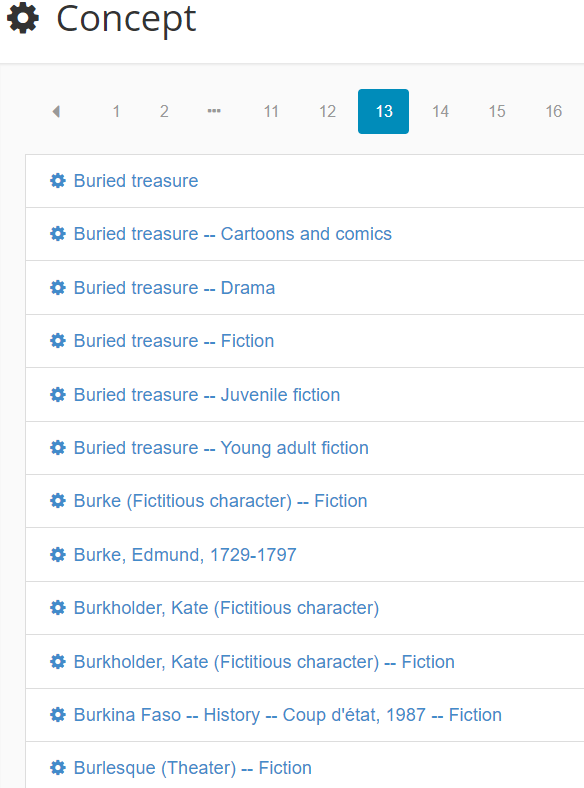 Concept
1 2 ... 11 12 13 14 15 16
Buried treasure
Buried treasure -- Cartoons and comics
Buried treasure -- Drama
Buried treasure -- Fiction
Buried treasure -- Juvenile fiction
Buried treasure -- Young adult fiction
Burke (Fictitious character) -- Fiction
Burke, Edmund, 1729-1797
Burkholder, Kate (Fictitious character)
Burkholder, Kate (Fictitious character) -- Fiction
Burkina Faso -- History -- Coup d'état, 1987 -- Fiction
Burlesque (Theater) -- Fiction